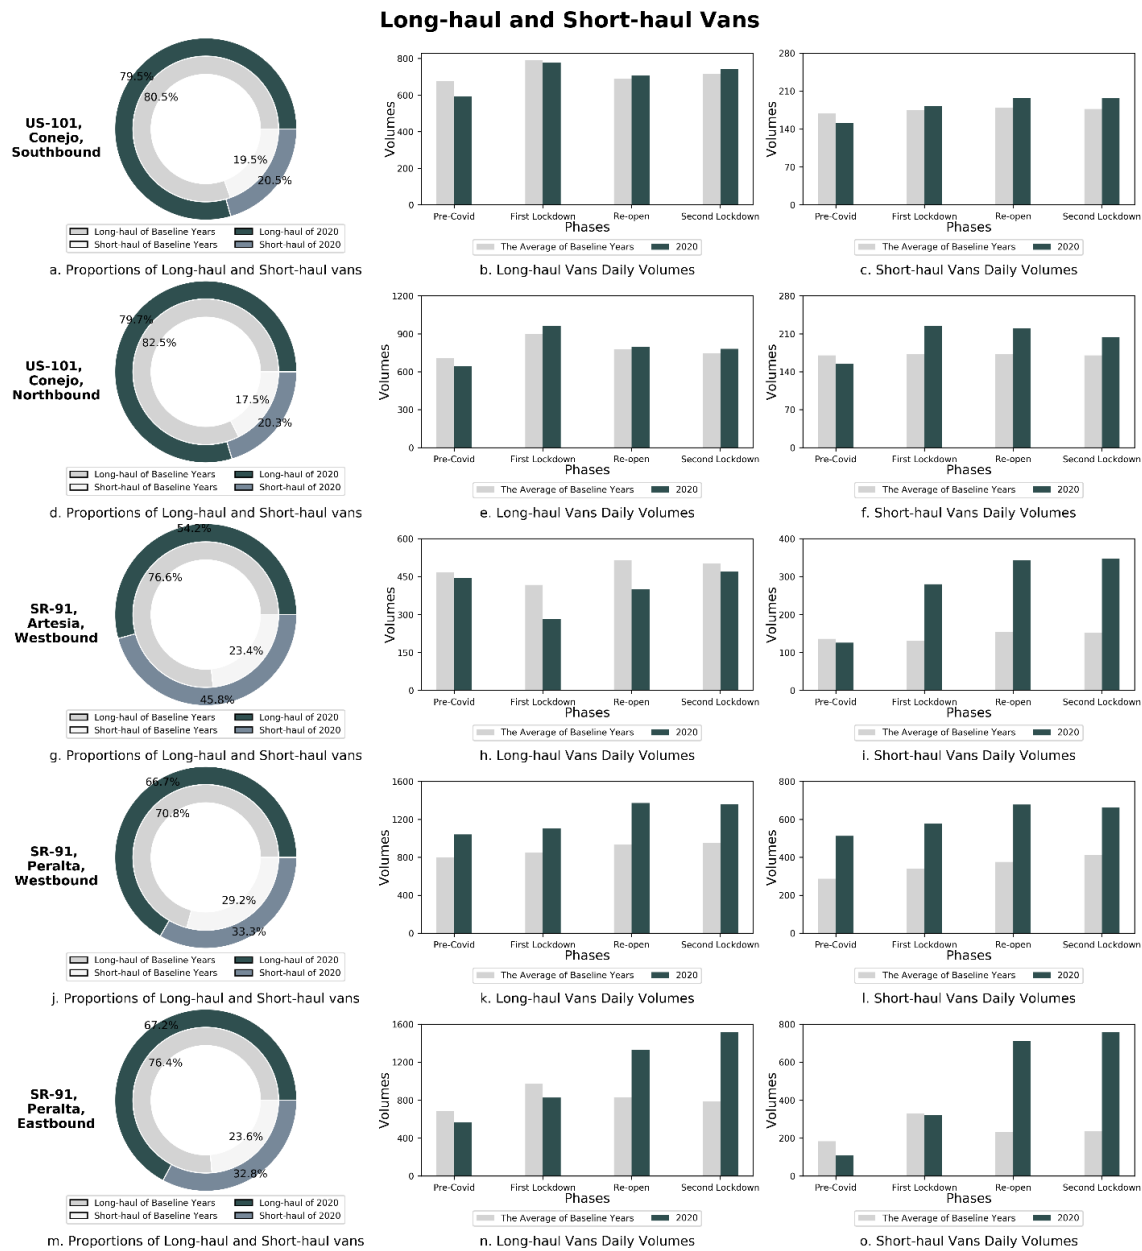 Long-haul and Short-haul Vans
US-101,
Conejo,
Southbound
79.5%
80.5%
19.5%
20.5%
Long-haul of Baseline Years
Long-haul of 2020
Short-haul of Baseline Years
Short-haul of 2020
a. Proportions of Long-haul and Short-haul vans
Volumes
800
600
400
200
0
Pre-Covid
First Lockdown
Re-open
Second Lockdown
Phases
The Average of Baseline Years
2020
b. Long-haul Vans Daily Volumes
Volumes
280
210
140
70
0
Pre-Covid
First Lockdown
Re-open
Second Lockdown
Phases
The Average of Baseline Years
2020
c. Short-haul Vans Daily Volumes
US-101,
Conejo,
Northbound
79.7%
82.5%
17.5%
20.3%
Long-haul of Baseline Years
Long-haul of 2020
Short-haul of Baseline Years
Short-haul of 2020
d. Proportions of Long-haul and Short-haul vans
Volumes
1200
900
600
300
0
Pre-Covid
First Lockdown
Re-open
Second Lockdown
Phases
The Average of Baseline Years
2020
e. Long-haul Vans Daily Volumes
Volumes
280
210
140
70
0
Pre-Covid
First Lockdown
Re-open
Second Lockdown
Phases
The Average of Baseline Years
2020
f. Short-haul Vans Daily Volumes
SR-91,
Artesia,
Westbound
54.2%
76.6%
23.4%
45.8%
Long-haul of Baseline Years
Long-haul of 2020
Short-haul of Baseline Years
Short-haul of 2020
g. Proportions of Long-haul and Short-haul vans
Volumes
600
450
300
150
0
Pre-Covid
First Lockdown
Re-open
Second Lockdown
Phases
The Average of Baseline Years
2020
h. Long-haul Vans Daily Volumes
Volumes
400
300
200
100
0
Pre-Covid
First Lockdown
Re-open
Second Lockdown
Phases
The Average of Baseline Years
2020
i. Short-haul Vans Daily Volumes
SR-91,
Peralta,
Westbound
66.7%
70.8%
29.2%
33.3%
Long-haul of Baseline Years
Long-haul of 2020
Short-haul of Baseline Years
Short-haul of 2020
j. Proportions of Long-haul and Short-haul vans
Volumes
1600
1200
800
400
0
Pre-Covid
First Lockdown
Re-open
Second Lockdown
Phases
The Average of Baseline Years
2020
k. Long-haul Vans Daily Volumes
Volumes
800
600
400
200
0
Pre-Covid
First Lockdown
Re-open
Second Lockdown
Phases
The Average of Baseline Years
2020
l. Short-haul Vans Daily Volumes
SR-91,
Peralta,
Eastbound
67.2%
76.4%
23.6%
32.8%
Long-haul of Baseline Years
Long-haul of 2020
Short-haul of Baseline Years
Short-haul of 2020
m. Proportions of Long-haul and Short-haul vans
Volumes
1600
1200
800
400
0
Pre-Covid
First Lockdown
Re-open
Second Lockdown
Phases
The Average of Baseline Years
2020
n. Long-haul Vans Daily Volumes
Volumes
800
600
400
200
0
Pre-Covid
First Lockdown
Re-open
Second Lockdown
Phases
The Average of Baseline Years
2020
o. Short-haul Vans Daily Volumes